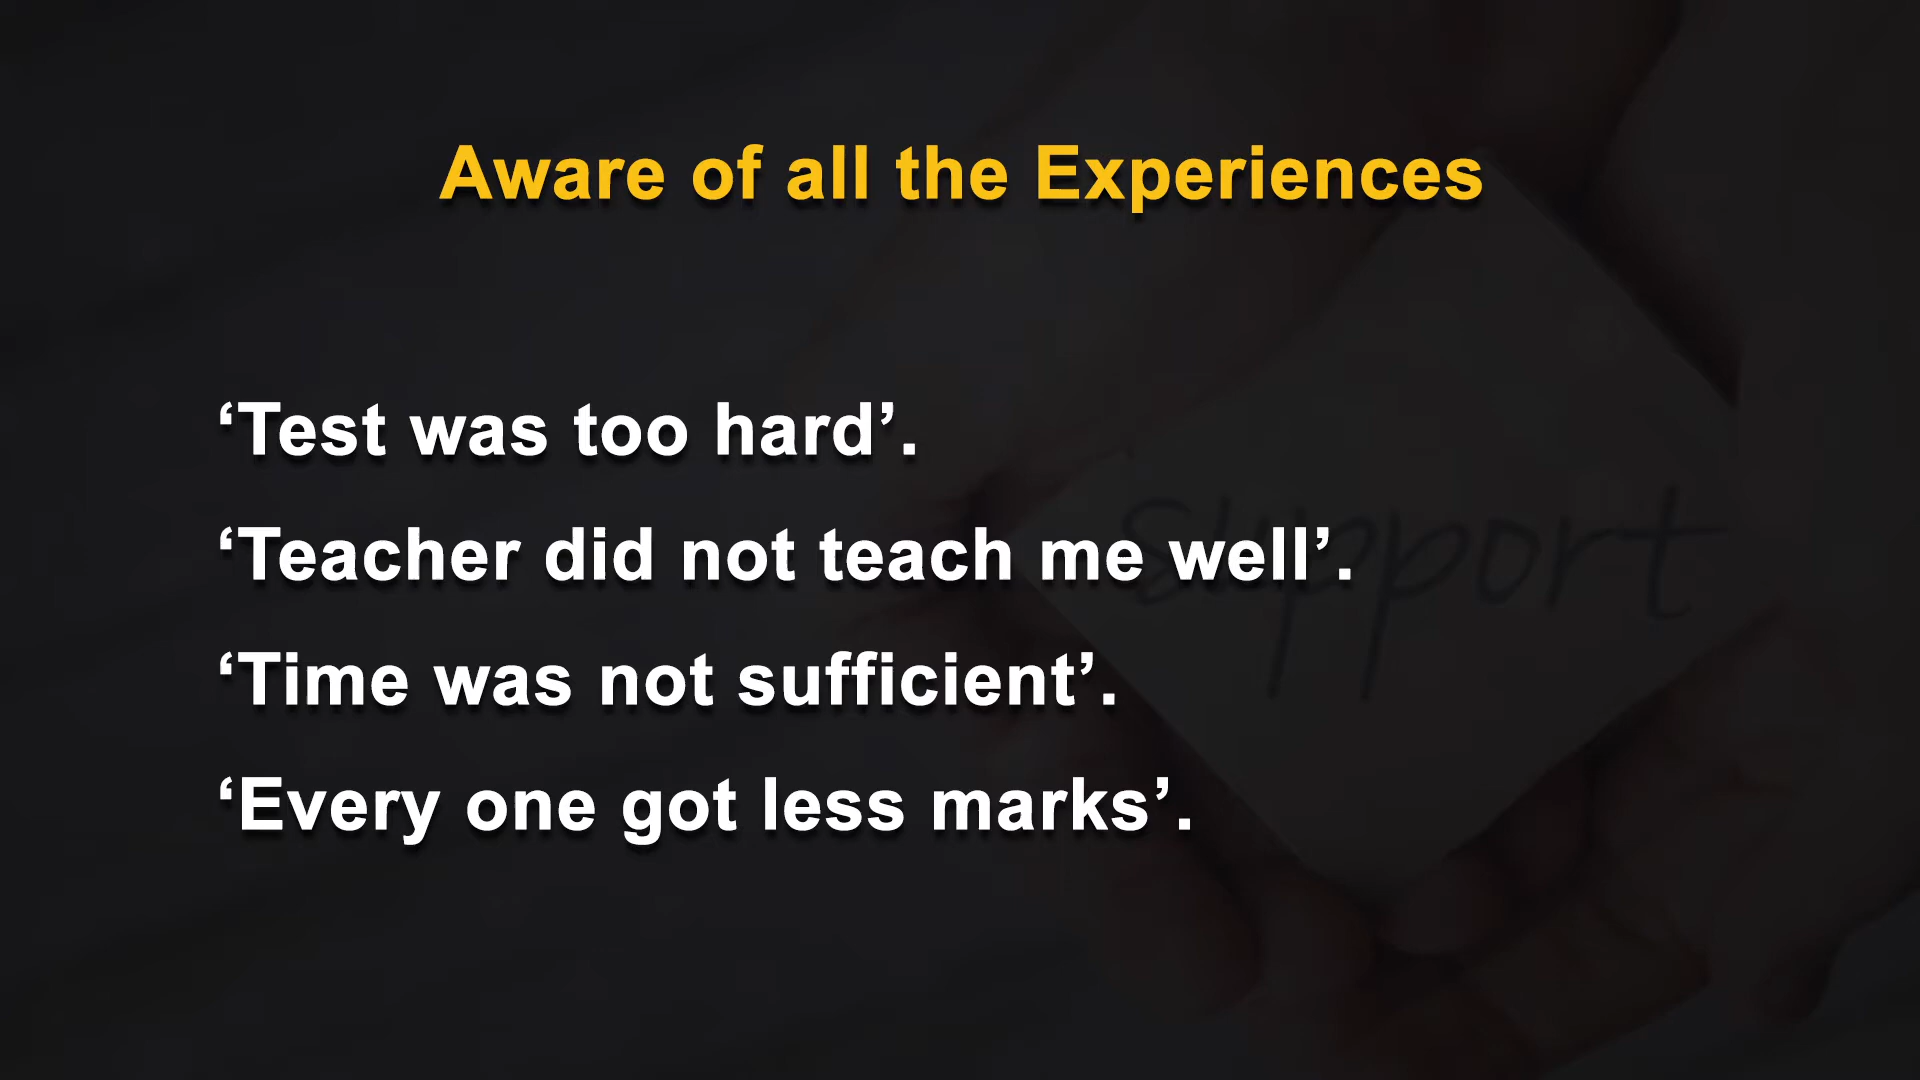 Aware of all the Experiences
‘Test was too hard’.
‘Teacher did not teach me well’.
support
‘Time was not sufficient’.
‘Every one got less marks’.